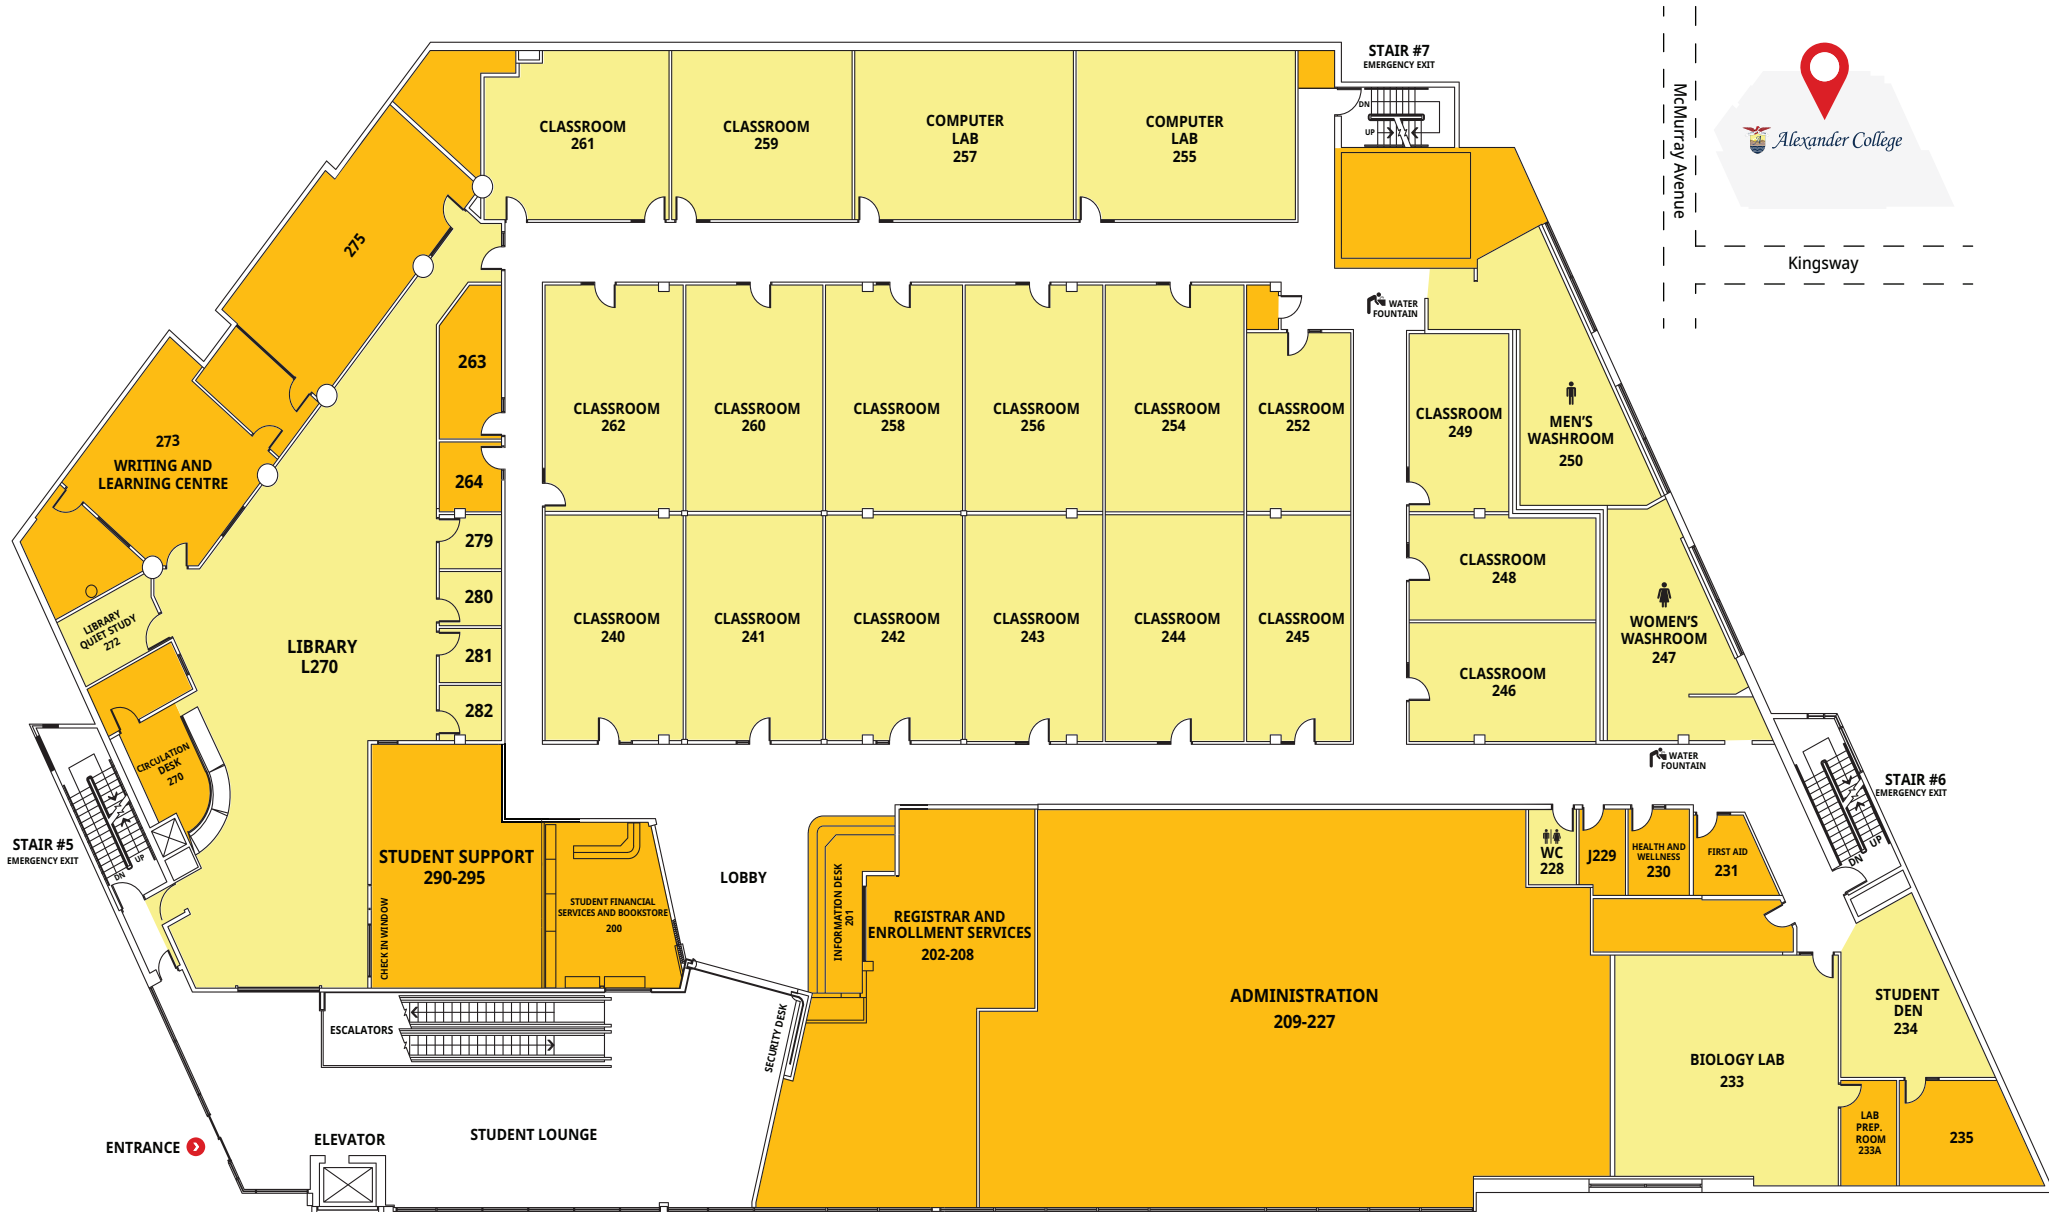 STAIR #7
EMERGENCY EXIT
DN
UP
McMurray Avenue
Alexander College
Kingsway
CLASSROOM
261
CLASSROOM
259
COMPUTER
LAB
257
COMPUTER
LAB
255
275
263
264
279
280
281
282
273
WRITING AND
LEARNING CENTRE
LIBRARY
QUIET STUDY
272
LIBRARY
L270
CIRCULATION
DESK
270
CLASSROOM
262
CLASSROOM
260
CLASSROOM
258
CLASSROOM
256
CLASSROOM
254
CLASSROOM
252
CLASSROOM
240
CLASSROOM
241
CLASSROOM
242
CLASSROOM
243
CLASSROOM
244
CLASSROOM
245
WATER
FOUNTAIN
CLASSROOM
249
MEN'S
WASHROOM
250
CLASSROOM
248
CLASSROOM
246
WOMEN'S
WASHROOM
247
WATER
FOUNTAIN
STAIR #6
EMERGENCY EXIT
DN
UP
STAIR #5
EMERGENCY EXIT
DN
UP
STUDENT SUPPORT
290-295
CHECK IN WINDOW
STUDENT FINANCIAL
SERVICES AND BOOKSTORE
200
LOBBY
INFORMATION DESK
201
REGISTRAR AND
ENROLLMENT SERVICES
202-208
ADMINISTRATION
209-227
WC
228
J229
HEALTH AND
WELLNESS
230
FIRST AID
231
BIOLOGY LAB
233
STUDENT
DEN
234
LAB
PREP.
ROOM
233A
235
ESCALATORS
SECURITY DESK
STUDENT LOUNGE
ELEVATOR
ENTRANCE